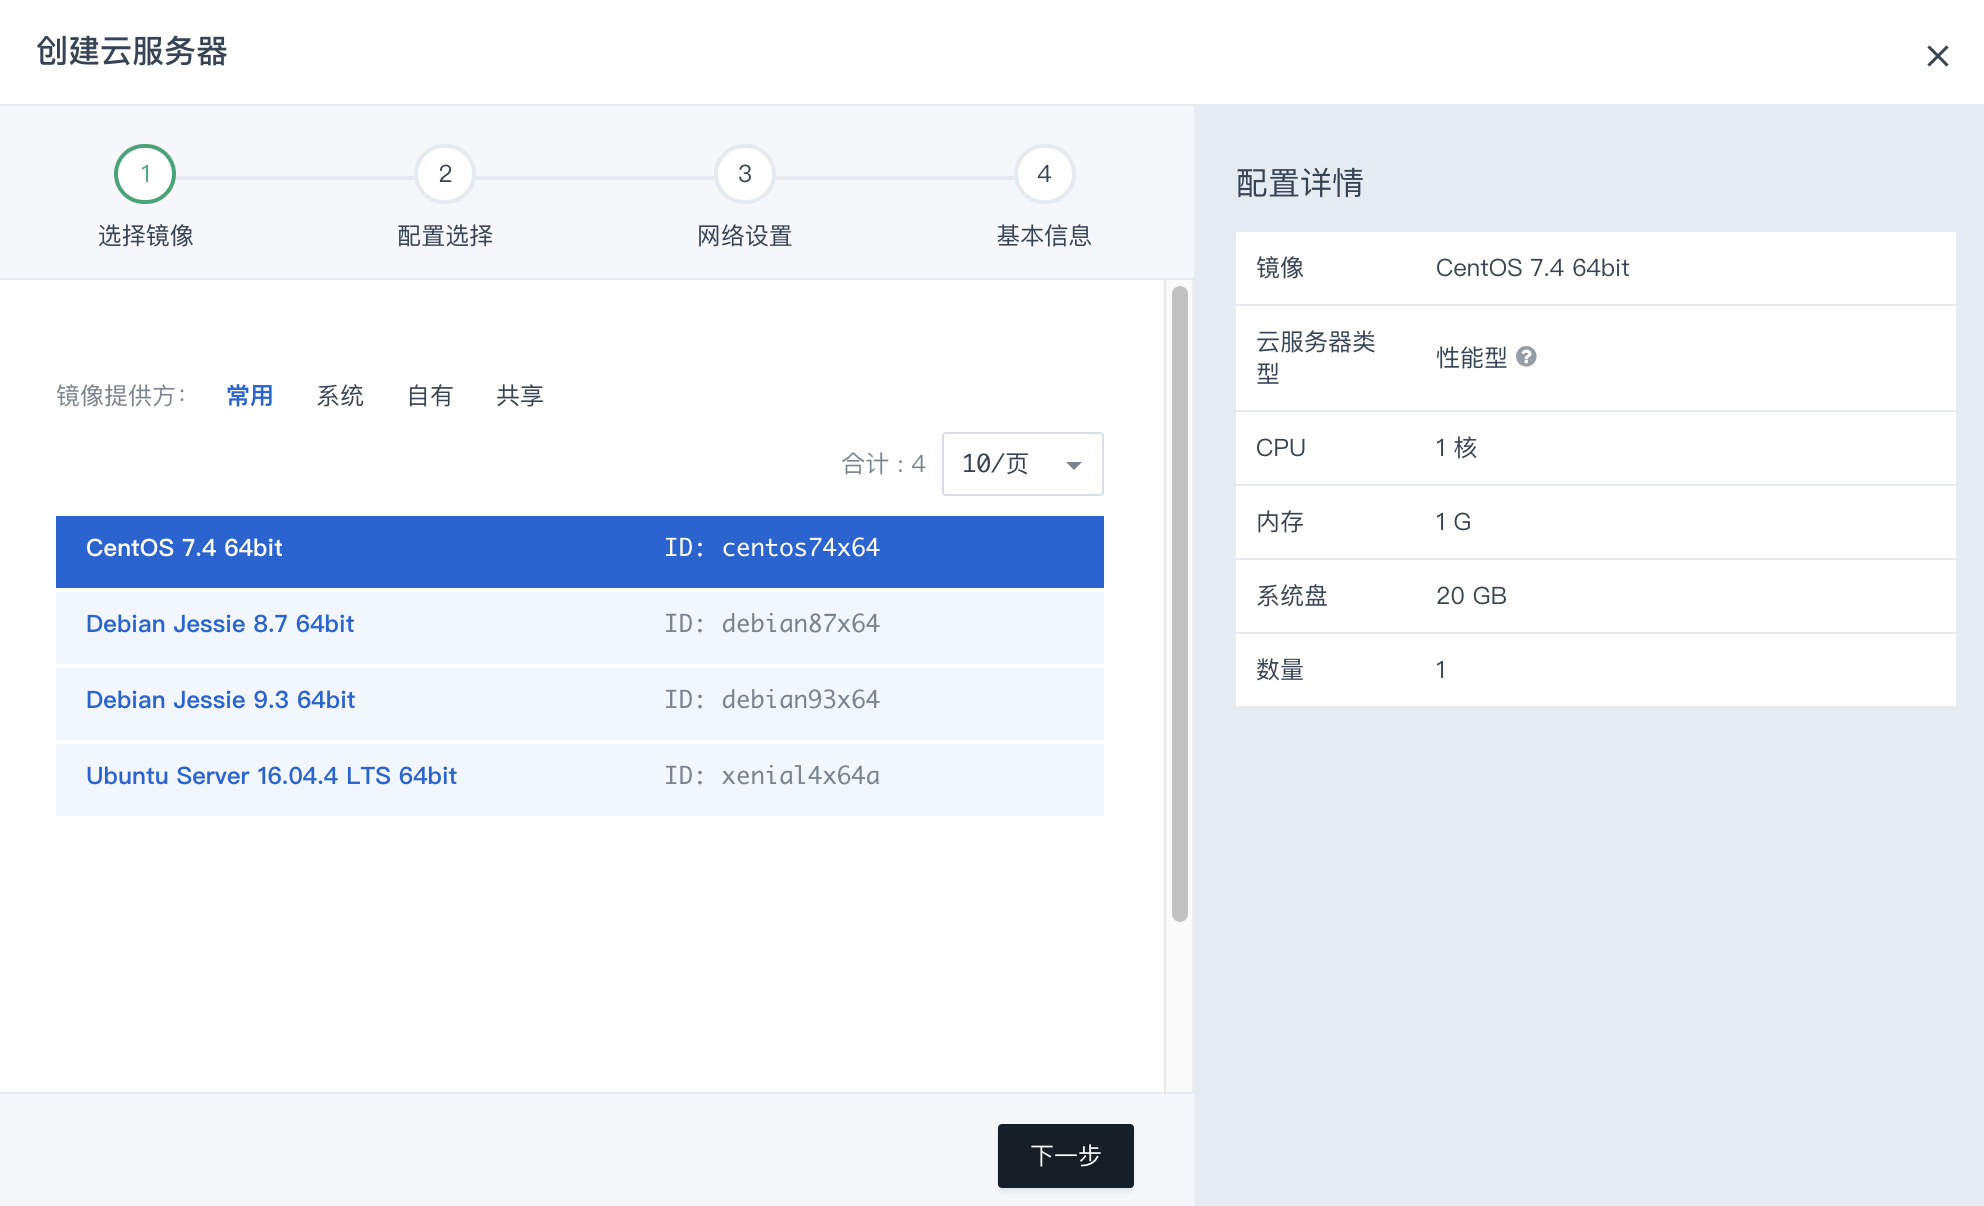 创建云服务器
1
2
3
4
选择镜像
配置选择
网络设置
基本信息
镜像提供方：
常用
系统
自有
共享
合计 : 4
10/页
CentOS 7.4 64bit
ID: centos74x64
Debian Jessie 8.7 64bit
ID: debian87x64
Debian Jessie 9.3 64bit
ID: debian93x64
Ubuntu Server 16.04.4 LTS 64bit
ID: xenial4x64a
下一步
配置详情
镜像
CentOS 7.4 64bit
云服务器类
型
性能型
?
CPU
1 核
内存
1 G
系统盘
20 GB
数量
1